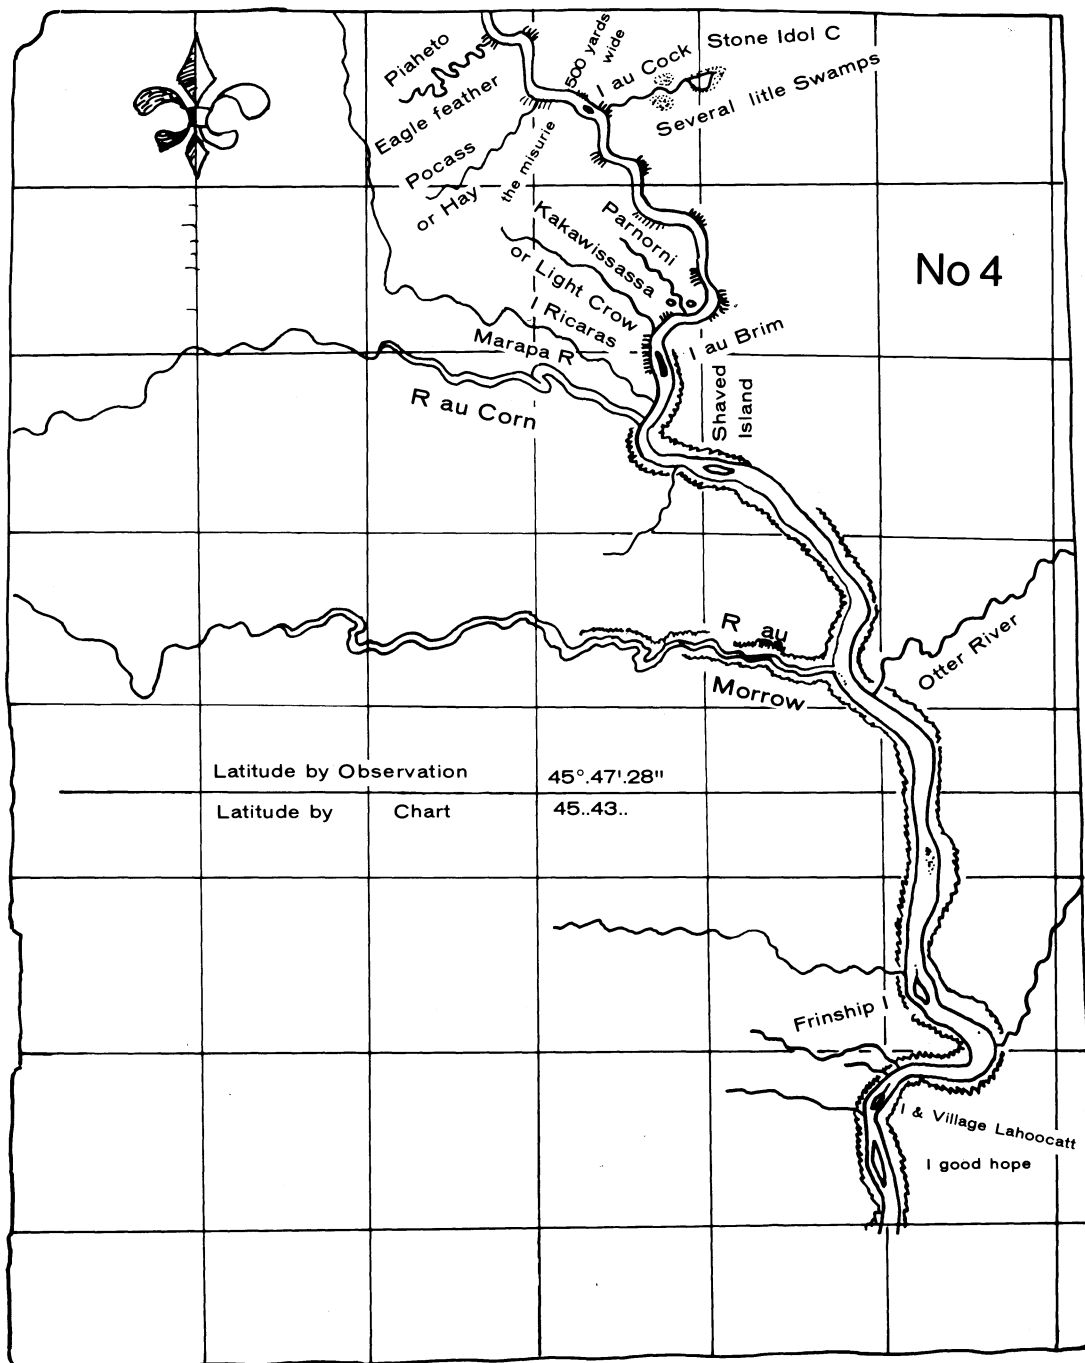 Piaheto
Eagle feather
500 yards
wide
I au Cock
Stone Idol C
Several litle Swamps
Pocass
or Hay
the misurie
Parnorni
Kakawissassa
or Light Crow
I Ricaras
Marapa R
No 4
I au Brim
R au Corn
Shaved
Island
R au
Morrow
Otter River
Latitude by Observation 45°.47'.28"
Latitude by Chart 45..43..
Frinship I
I & Village Lahoocatt
I good hope